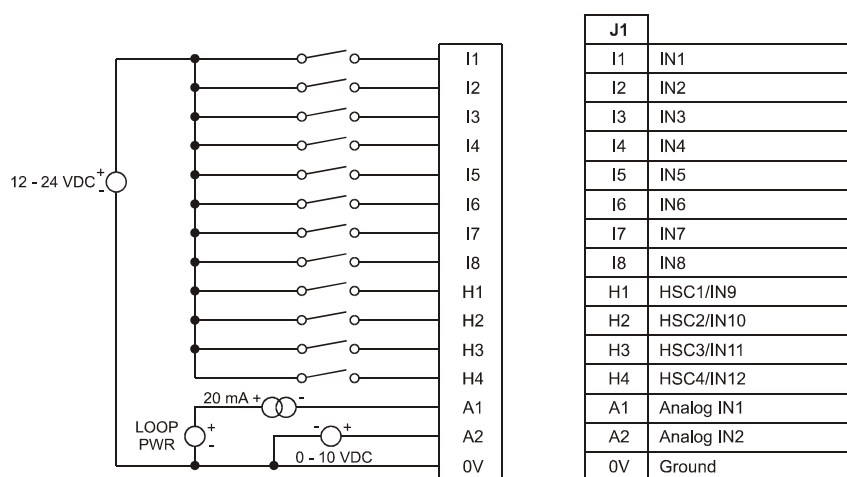 J1
I1 I1 IN1
I2 I2 IN2
I3 I3 IN3
I4 I4 IN4
12 - 24 VDC + - I5 I5 IN5
I6 I6 IN6
I7 I7 IN7
I8 I8 IN8
H1 H1 HSC1/IN9
H2 H2 HSC2/IN10
H3 H3 HSC3/IN11
H4 H4 HSC4/IN12
20 mA + - A1 A1 Analog IN1
LOOP PWR + - - + A2 A2 Analog IN2
0 - 10 VDC
0V 0V Ground